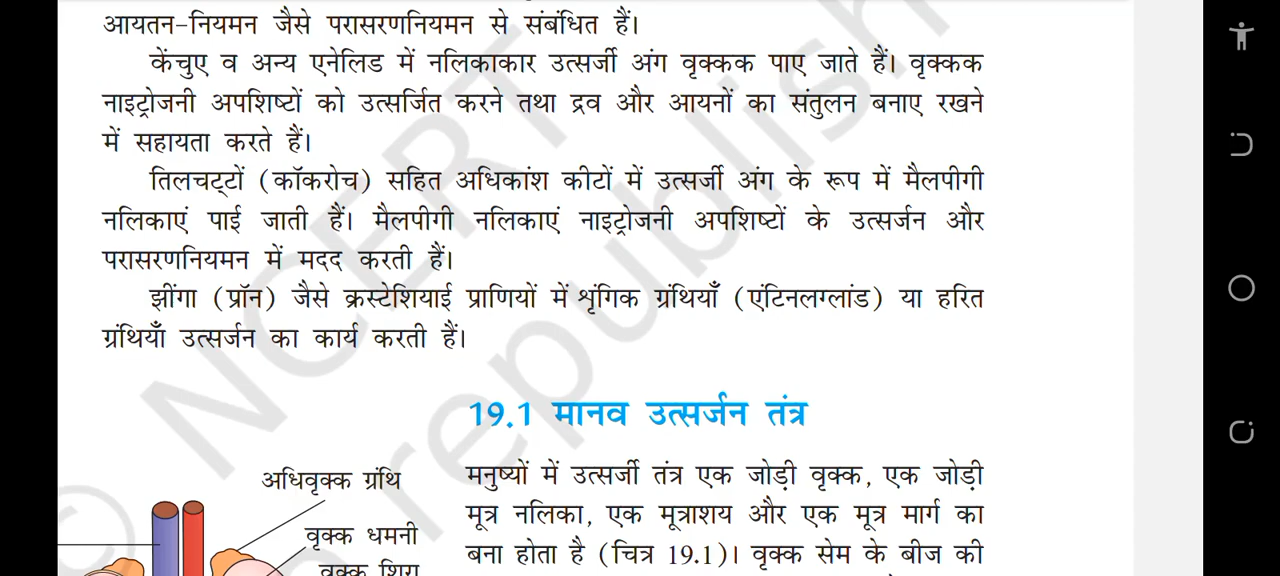 आयतन-नियमन जैसे परासरणनियमन से संबंधित हैं।
केंचुए व अन्य एनेलिड में नलिकाकार उत्सर्जी अंग वृक्कक पाए जाते हैं। वृक्कक
नाइट्रोजनी अपशिष्टों को उत्सर्जित करने तथा द्रव और आयनों का संतुलन बनाए रखने
में सहायता करते हैं।
तिलचट्टों (कॉकरोच) सहित अधिकांश कीटों में उत्सर्जी अंग के रूप में मैलपीगी
नलिकाएं पाई जाती हैं। मैलपीगी नलिकाएं नाइट्रोजनी अपशिष्टों के उत्सर्जन और
परासरणनियमन में मदद करती हैं।
झींगा (प्रॉन) जैसे क्रस्टेशियाई प्राणियों में शृंगिक ग्रंथियाँ (एंटिनलग्लांड) या हरित
ग्रंथियाँ उत्सर्जन का कार्य करती हैं।
19.1 मानव उत्सर्जन तंत्र
मनुष्यों में उत्सर्जी तंत्र एक जोड़ी वृक्क, एक जोड़ी
मूत्र नलिका, एक मूत्राशय और एक मूत्र मार्ग का
बना होता है (चित्र 19.1)। वृक्क सेम के बीज की
अधिवृक्क ग्रंथि
वृक्क धमनी
वृक्क शिरा
© NCERT
republish